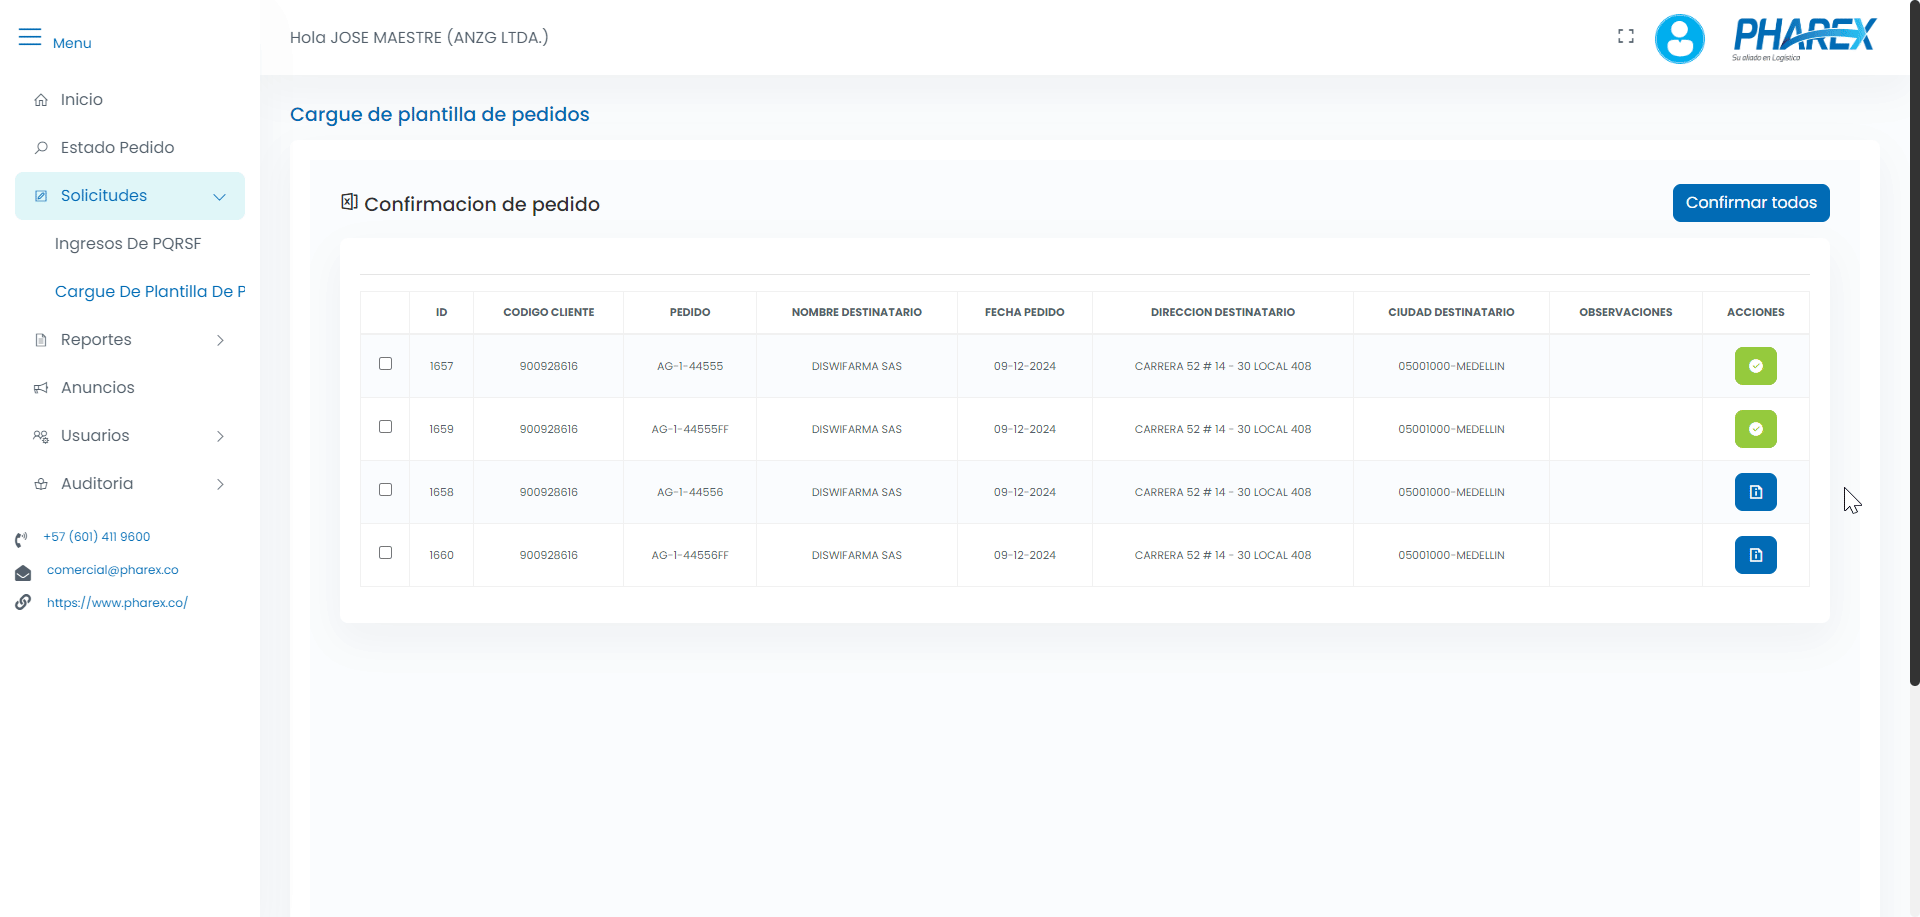 Menu
Hola JOSE MAESTRE (ANZG LTDA.)
PHAREX
Su aliado en Logística
Inicio
Estado Pedido
Solicitudes
Ingresos De PQRSF
Cargue De Plantilla De P
Reportes
Anuncios
Usuarios
Auditoria
+57 (601) 411 9600
comercial@pharex.co
https://www.pharex.co/
Cargue de plantilla de pedidos
Confirmacion de pedido
Confirmar todos
ID CODIGO CLIENTE PEDIDO NOMBRE DESTINATARIO FECHA PEDIDO DIRECCION DESTINATARIO CIUDAD DESTINATARIO OBSERVACIONES ACCIONES
1657 900928616 AG-1-44555 DISWIFARMA SAS 09-12-2024 CARRERA 52 # 14 - 30 LOCAL 408 05001000-MEDELLIN
1659 900928616 AG-1-44555FF DISWIFARMA SAS 09-12-2024 CARRERA 52 # 14 - 30 LOCAL 408 05001000-MEDELLIN
1658 900928616 AG-1-44556 DISWIFARMA SAS 09-12-2024 CARRERA 52 # 14 - 30 LOCAL 408 05001000-MEDELLIN
1660 900928616 AG-1-44556FF DISWIFARMA SAS 09-12-2024 CARRERA 52 # 14 - 30 LOCAL 408 05001000-MEDELLIN